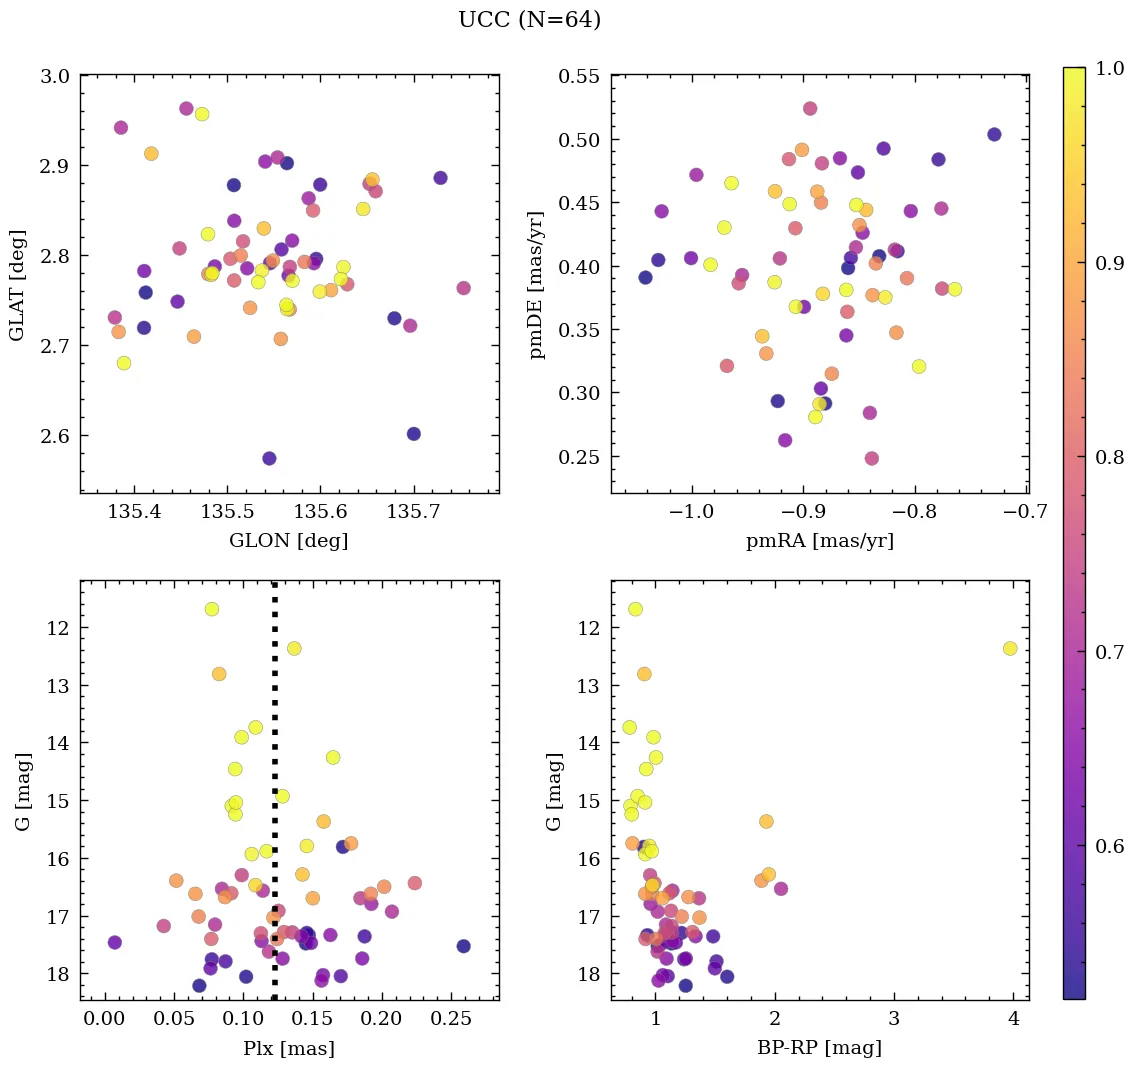 UCC (N=64)
3.0
2.9
2.8
2.7
2.6
GLAT [deg]
135.4 135.5 135.6 135.7
GLON [deg]
0.55
0.50
0.45
0.40
0.35
0.30
0.25
pmDE [mas/yr]
−1.0 −0.9 −0.8 −0.7
pmRA [mas/yr]
12
13
14
15
16
17
18
G [mag]
0.00 0.05 0.10 0.15 0.20 0.25
Plx [mas]
12
13
14
15
16
17
18
G [mag]
1 2 3 4
BP-RP [mag]
1.0
0.9
0.8
0.7
0.6